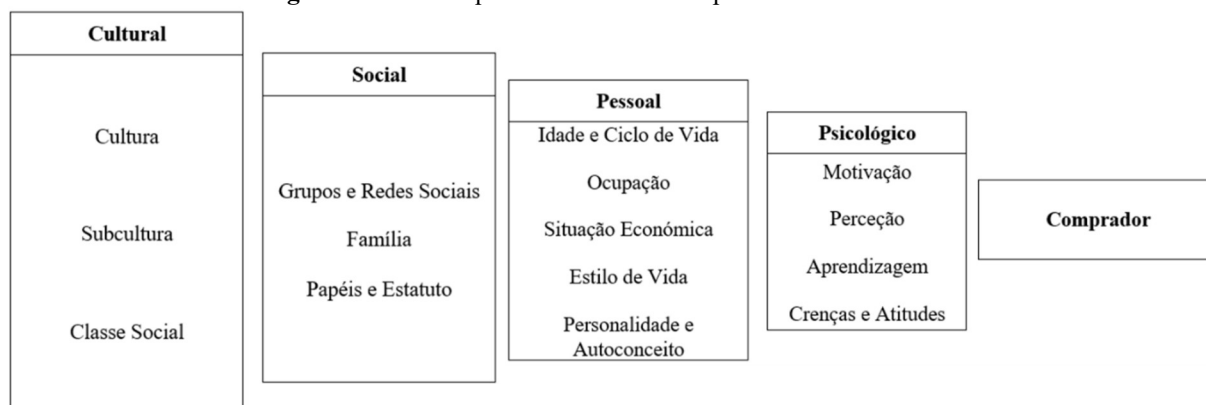 Cultural
Cultura
Subcultura
Classe Social
Social
Grupos e Redes Sociais
Família
Papéis e Estatuto
Pessoal
Idade e Ciclo de Vida
Ocupação
Situação Económica
Estilo de Vida
Personalidade e
Autoconceito
Psicológico
Motivação
Perceção
Aprendizagem
Crenças e Atitudes
Comprador